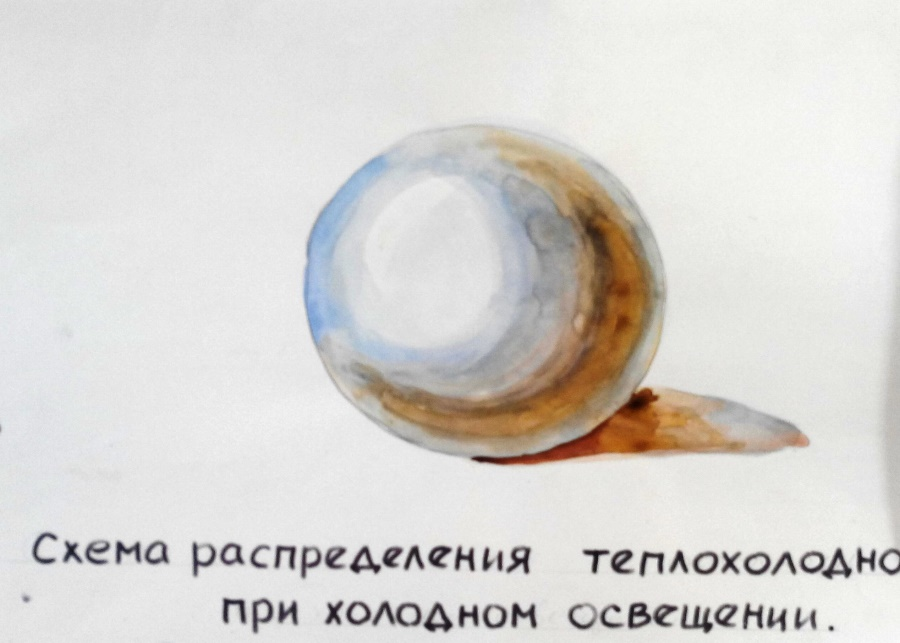 Схема распределения теплохолодно
при холодном освещении.